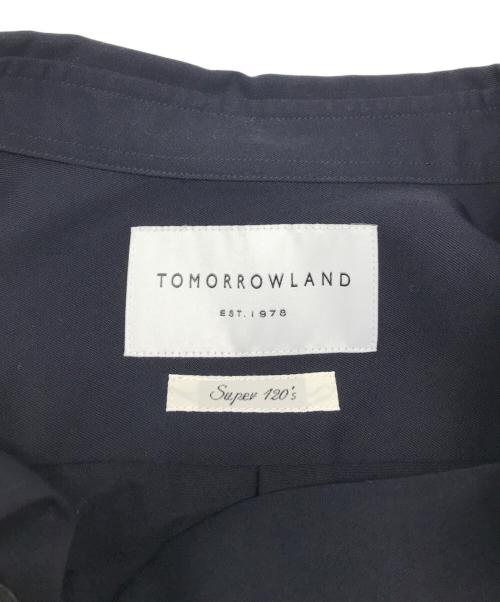 TOMORROWLAND
EST. 1978
Super 120's